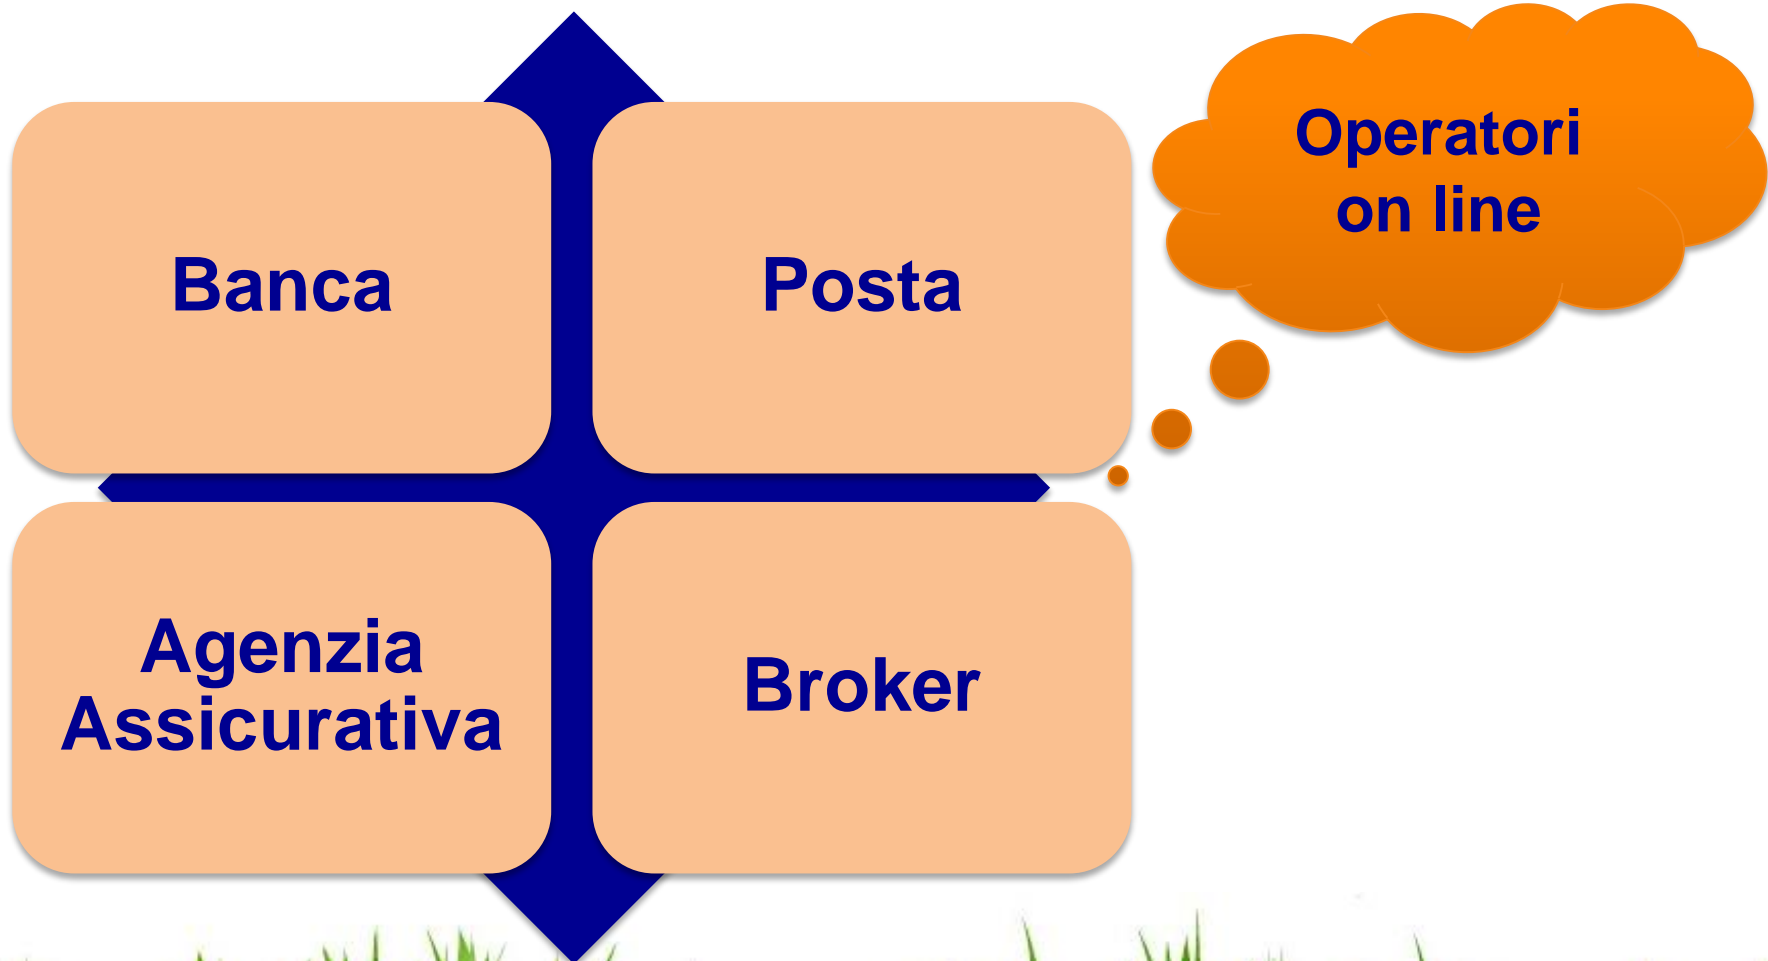 Operatori
on line
Banca
Posta
Agenzia
Assicurativa
Broker